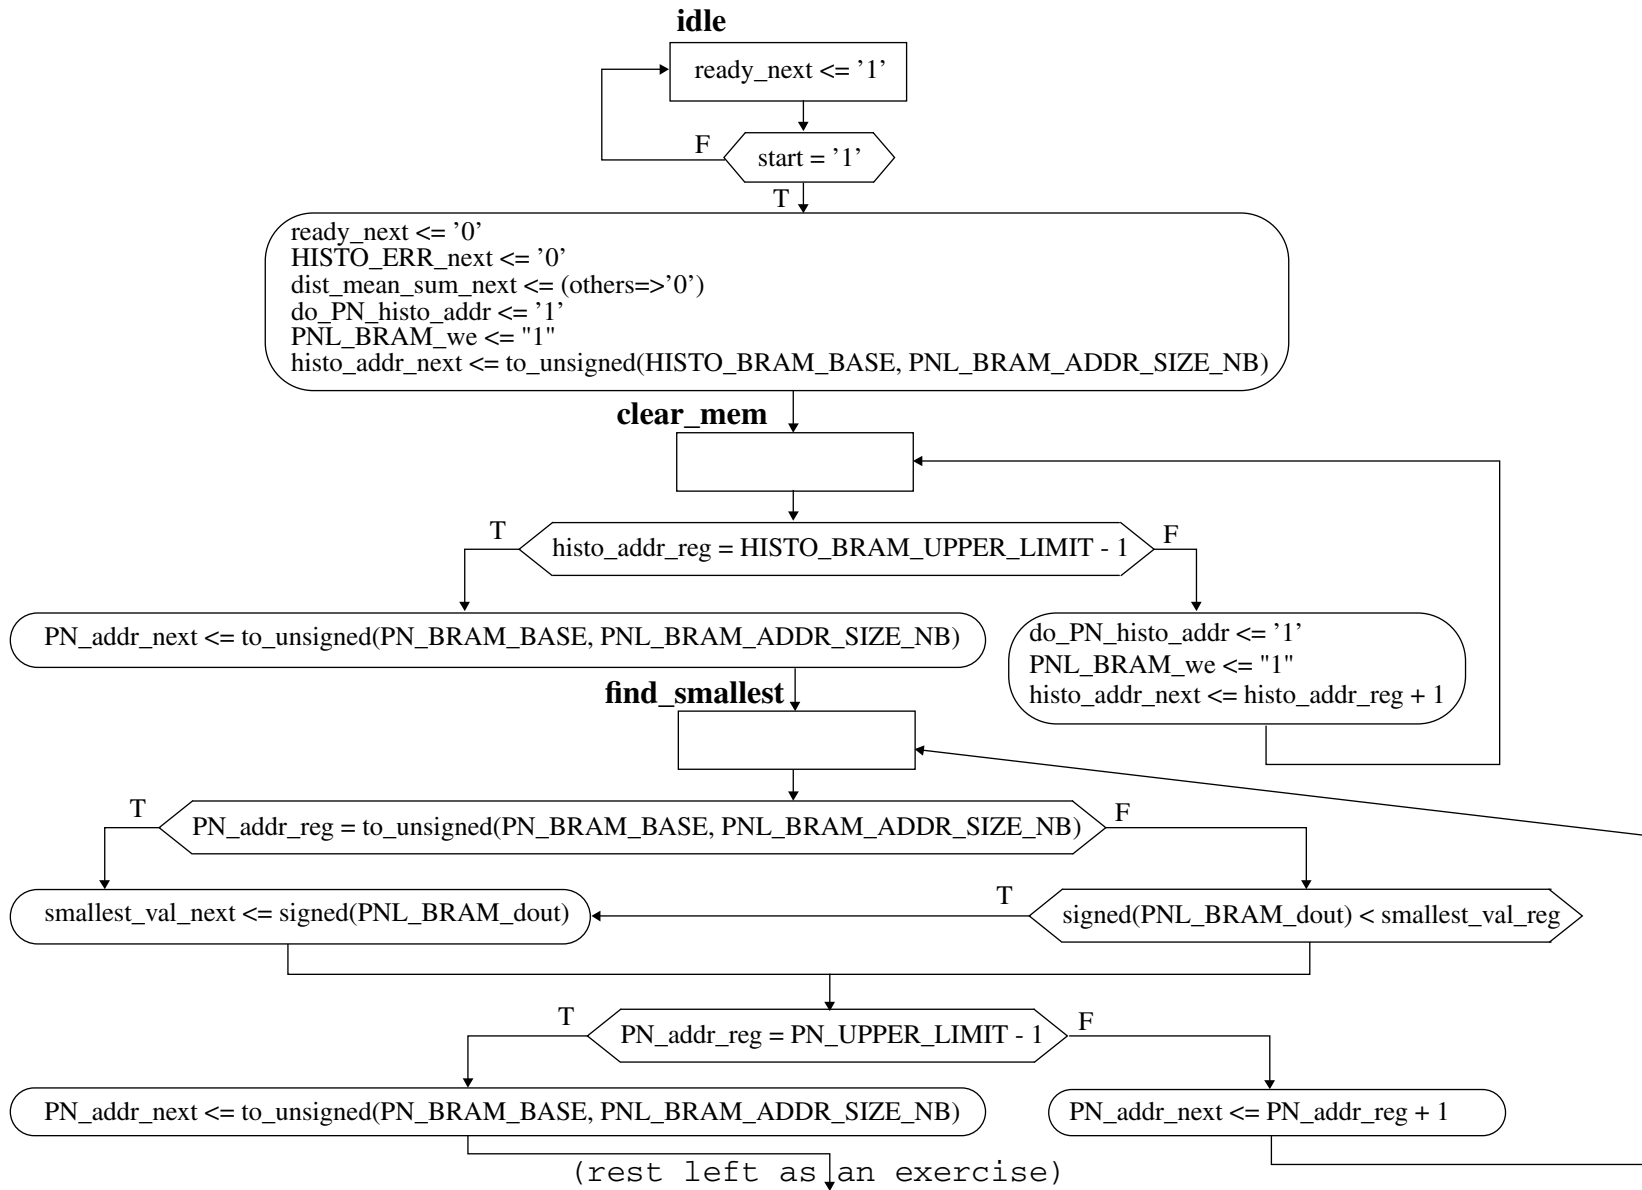 idle
ready_next <= ’1’
F
start = ’1’
T
ready_next <= ’0’
HISTO_ERR_next <= ’0’
dist_mean_sum_next <= (others=>’0’)
do_PN_histo_addr <= ’1’
PNL_BRAM_we <= "1"
histo_addr_next <= to_unsigned(HISTO_BRAM_BASE, PNL_BRAM_ADDR_SIZE_NB)
clear_mem
T
histo_addr_reg = HISTO_BRAM_UPPER_LIMIT - 1
F
PN_addr_next <= to_unsigned(PN_BRAM_BASE, PNL_BRAM_ADDR_SIZE_NB)
do_PN_histo_addr <= ’1’
PNL_BRAM_we <= "1"
histo_addr_next <= histo_addr_reg + 1
find_smallest
T
PN_addr_reg = to_unsigned(PN_BRAM_BASE, PNL_BRAM_ADDR_SIZE_NB)
F
smallest_val_next <= signed(PNL_BRAM_dout)
T
signed(PNL_BRAM_dout) < smallest_val_reg
T
PN_addr_reg = PN_UPPER_LIMIT - 1
F
PN_addr_next <= to_unsigned(PN_BRAM_BASE, PNL_BRAM_ADDR_SIZE_NB)
PN_addr_next <= PN_addr_reg + 1
(rest left as an exercise)